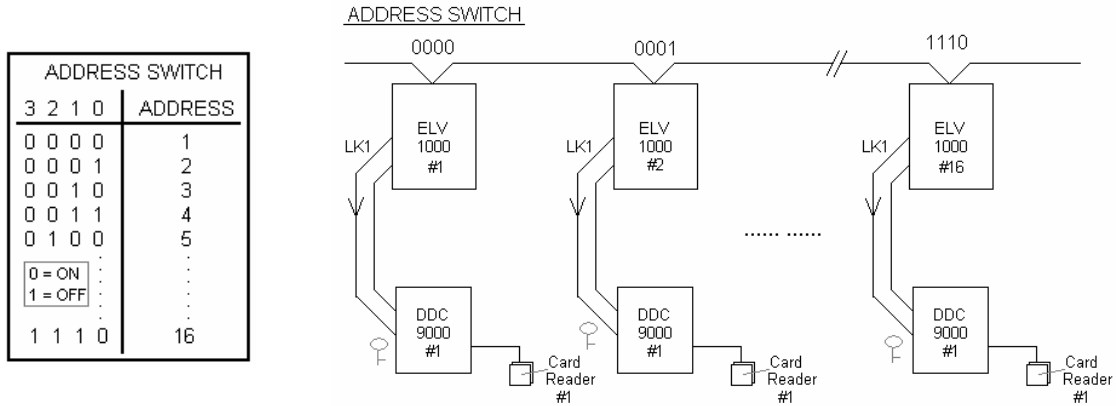 ADDRESS SWITCH
3 2 1 0 ADDRESS
0 0 0 0 1
0 0 0 1 2
0 0 1 0 3
0 0 1 1 4
0 1 0 0 5
0 = ON
1 = OFF
1 1 1 0 16
ADDRESS SWITCH
0000 0001 1110
ELV ELV ELV
LK1 1000 LK1 1000 LK1 1000
#1 #2 #16
...... ......
DDC DDC DDC
9000 9000 9000
#1 #1 #1
Card Card Card
Reader Reader Reader
#1 #1 #1